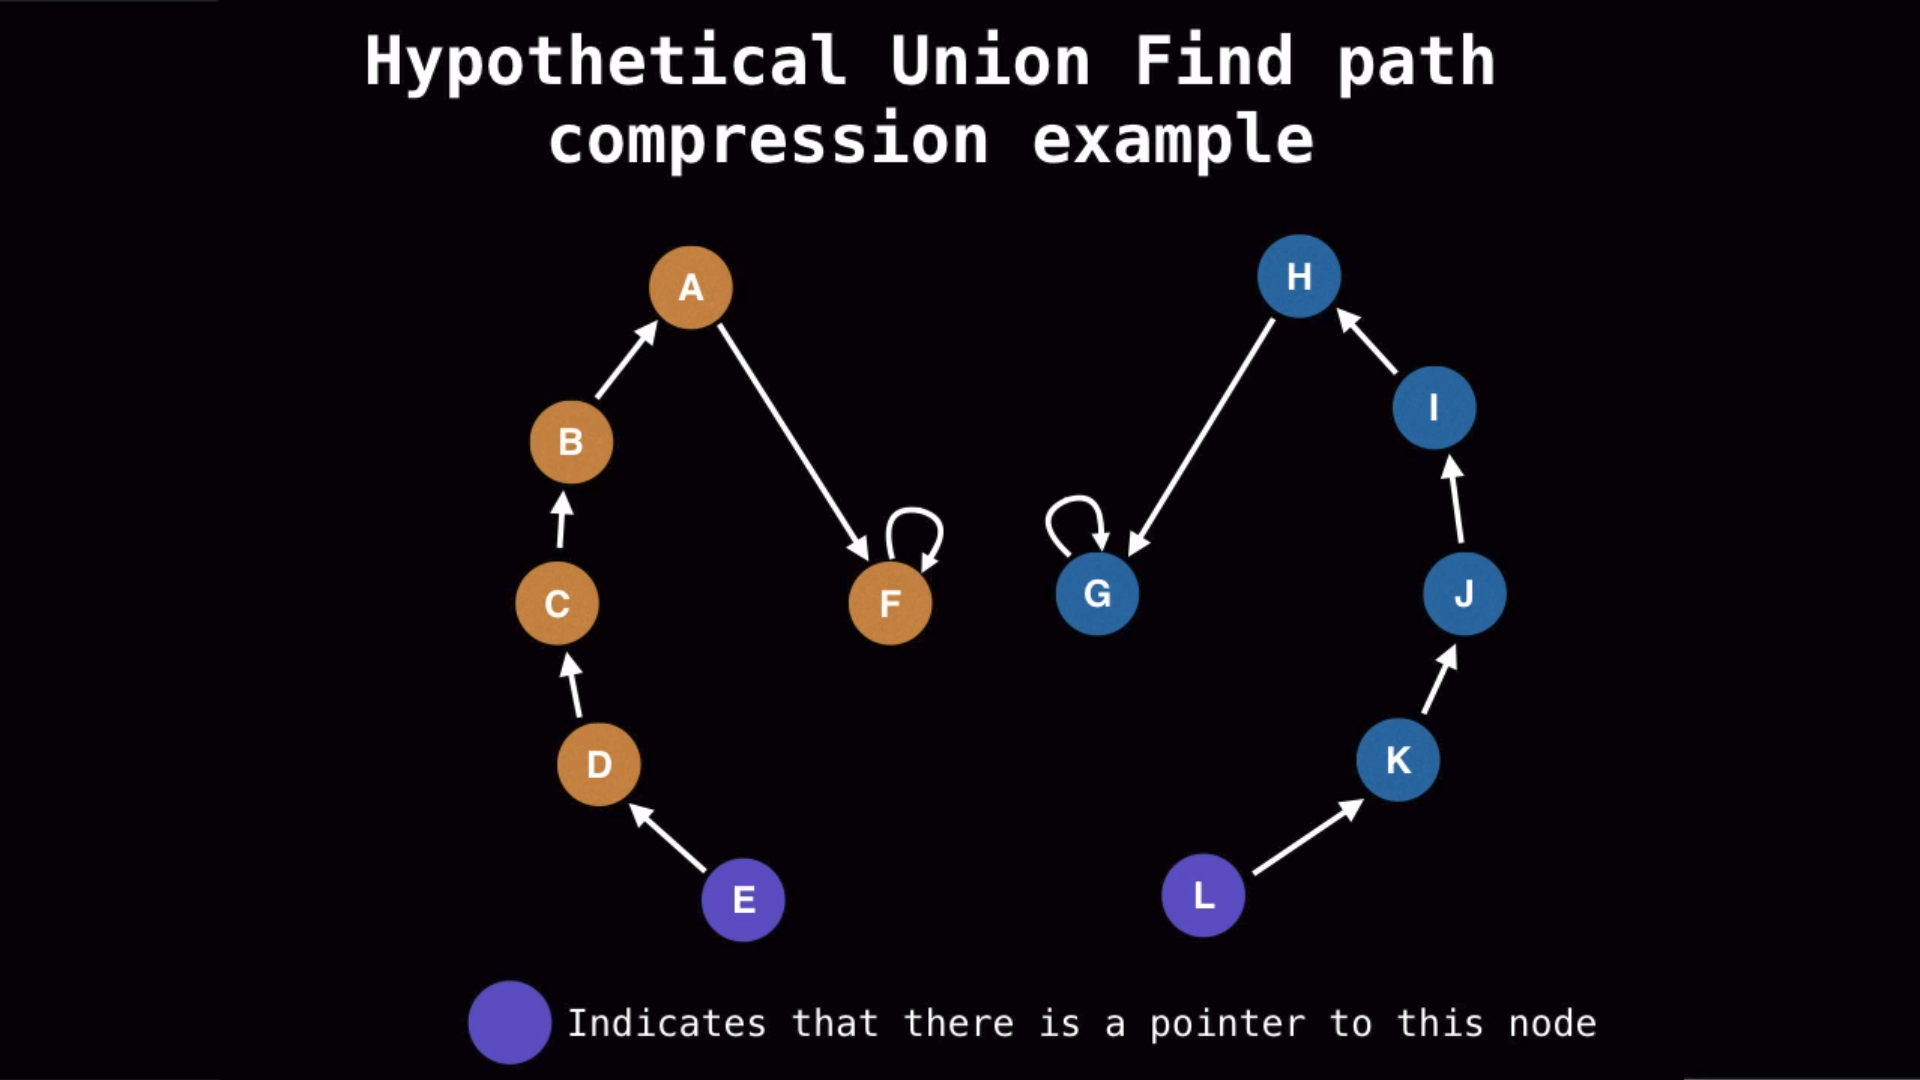 Hypothetical Union Find path
compression example
A
H
B
I
C
F
G
J
D
K
E
L
Indicates that there is a pointer to this node